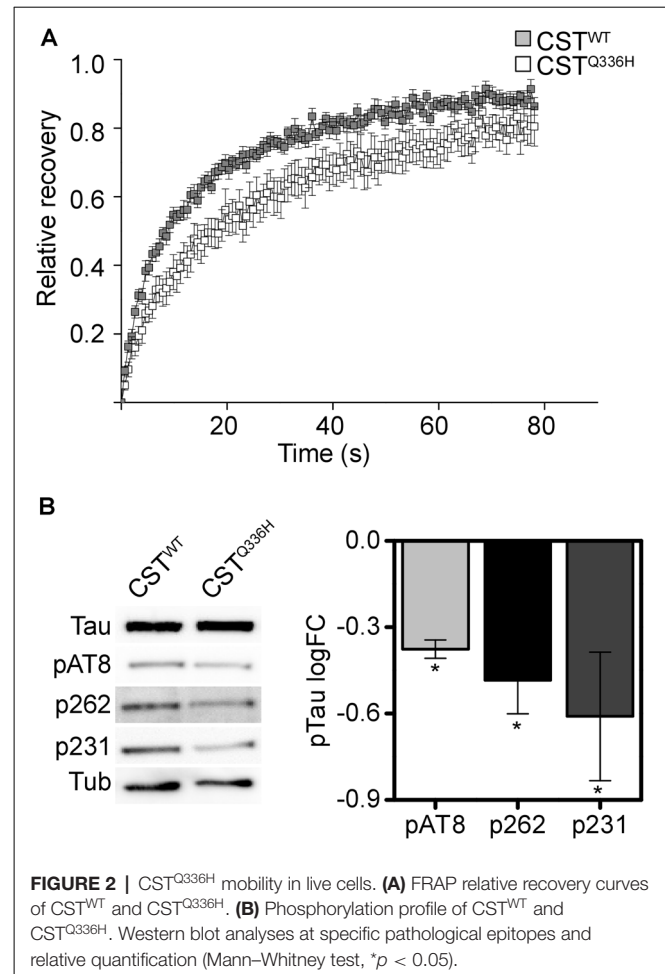 A
CSTᵂᵀ
CST^Q336H
1.0
0.8
0.6
0.4
0.2
Relative recovery
20 40 60 80
Time (s)
B
CST^WT CST^Q336H
Tau
pAT8
p262
p231
Tub
0.0
-0.3
-0.6
-0.9
pTau logFC
* * *
pAT8 p262 p231
FIGURE 2 | CST^Q336H mobility in live cells. (A) FRAP relative recovery curves
of CST^WT and CST^Q336H. (B) Phosphorylation profile of CST^WT and
CST^Q336H. Western blot analyses at specific pathological epitopes and
relative quantification (Mann–Whitney test, *p < 0.05).